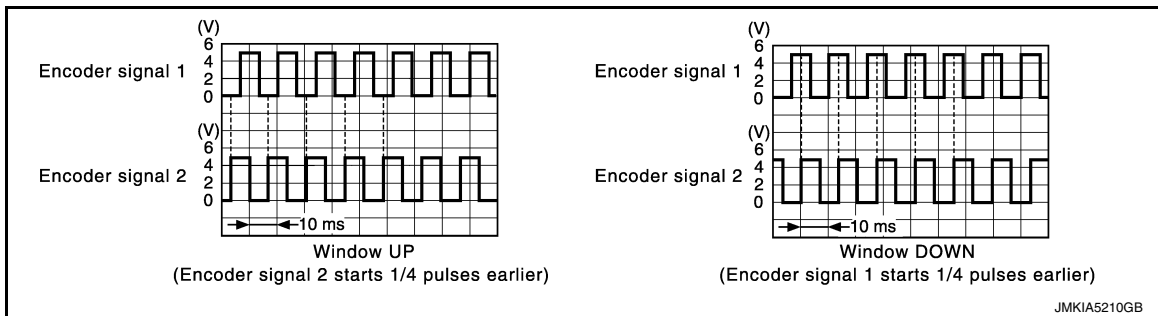 (V)
6
4
2
0
Encoder signal 1
(V)
6
4
2
0
Encoder signal 2
10 ms
Window UP
(Encoder signal 2 starts 1/4 pulses earlier)
(V)
6
4
2
0
Encoder signal 1
(V)
6
4
2
0
Encoder signal 2
10 ms
Window DOWN
(Encoder signal 1 starts 1/4 pulses earlier)
JMKIA5210GB